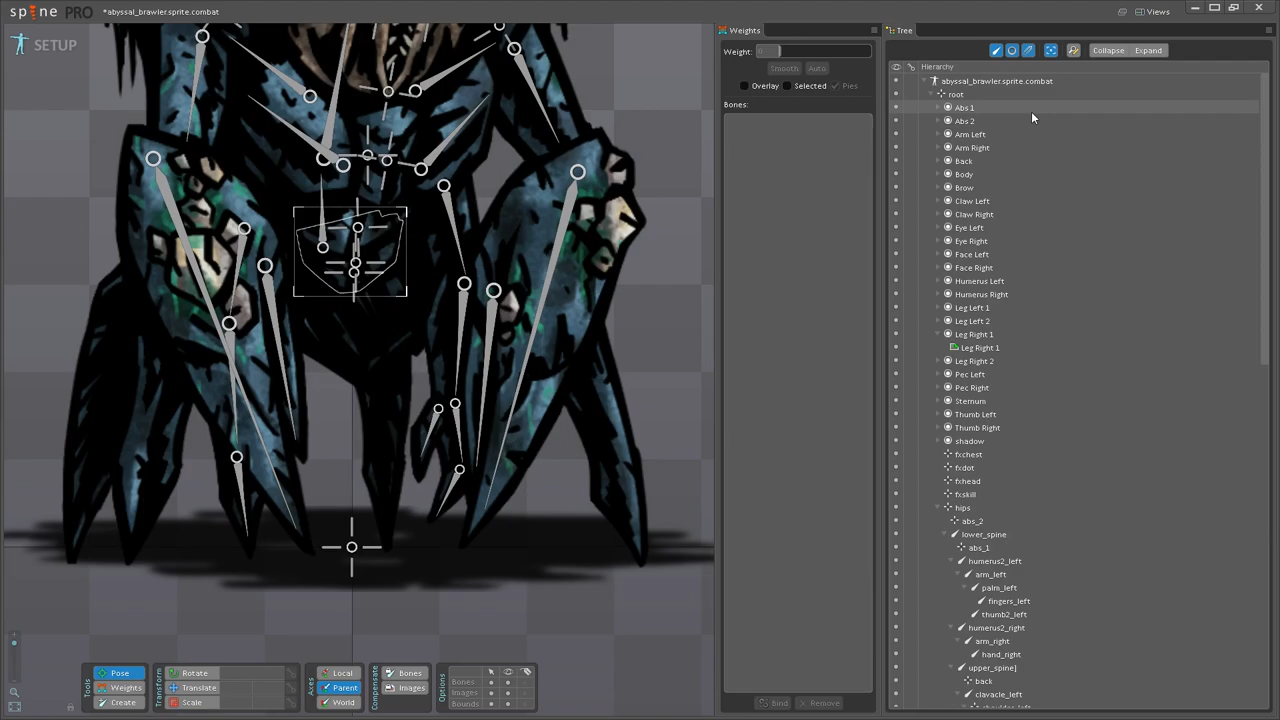 spine PRO *abyssal_brawler.sprite.combat Views
SETUP
Weights Tree
Weight: 0
Smooth Auto
Overlay Selected Pies
Bones:
Bind Remove
Collapse Expand
Hierarchy
abyssal_brawler.sprite.combat
root
Abs 1
Abs 2
Arm Left
Arm Right
Back
Body
Brow
Claw Left
Claw Right
Eye Left
Eye Right
Face Left
Face Right
Humerus Left
Humerus Right
Leg Left 1
Leg Left 2
Leg Right 1
Leg Right 1
Leg Right 2
Pec Left
Pec Right
Sternum
Thumb Left
Thumb Right
shadow
fxchest
fxdot
fxhead
fxskill
hips
abs_2
lower_spine
abs_1
humerus2_left
arm_left
palm_left
fingers_left
thumb2_left
humerus2_right
arm_right
hand_right
upper_spine]
back
clavacle_left
shoulder_left
Tools
Pose
Weights
Create
Transform
Rotate
Translate
Scale
Axes
Local
Parent
World
Compensate
Bones
Images
Options
Bones:
Images:
Bounds: